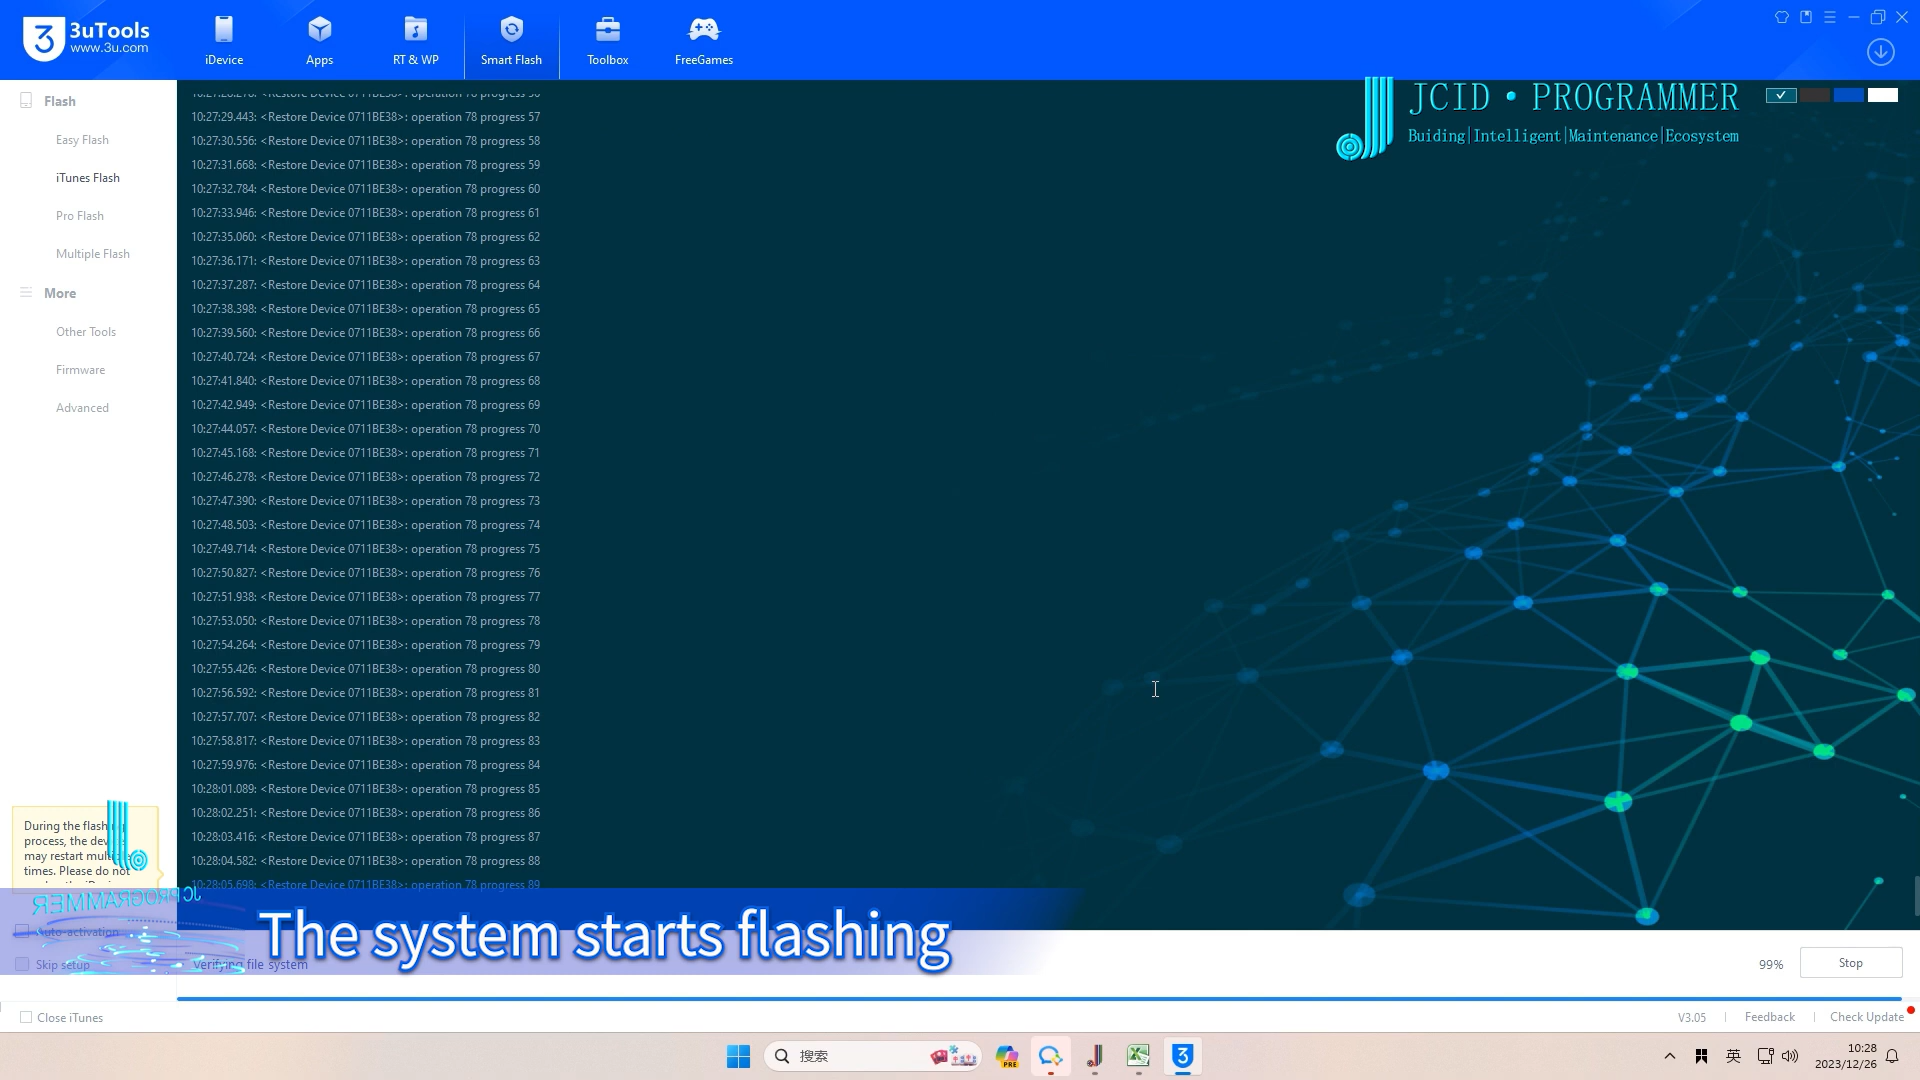 3uTools
www.3u.com
iDevice
Apps
RT & WP
Smart Flash
Toolbox
FreeGames
JCID·PROGRAMMER
Buiding|Intelligent|Maintenance|Ecosystem
Flash
Easy Flash
iTunes Flash
Pro Flash
Multiple Flash
More
Other Tools
Firmware
Advanced
10:27:29.443: <Restore Device 0711BE38>: operation 78 progress 57
10:27:30.556: <Restore Device 0711BE38>: operation 78 progress 58
10:27:31.668: <Restore Device 0711BE38>: operation 78 progress 59
10:27:32.784: <Restore Device 0711BE38>: operation 78 progress 60
10:27:33.946: <Restore Device 0711BE38>: operation 78 progress 61
10:27:35.060: <Restore Device 0711BE38>: operation 78 progress 62
10:27:36.171: <Restore Device 0711BE38>: operation 78 progress 63
10:27:37.287: <Restore Device 0711BE38>: operation 78 progress 64
10:27:38.398: <Restore Device 0711BE38>: operation 78 progress 65
10:27:39.560: <Restore Device 0711BE38>: operation 78 progress 66
10:27:40.724: <Restore Device 0711BE38>: operation 78 progress 67
10:27:41.840: <Restore Device 0711BE38>: operation 78 progress 68
10:27:42.949: <Restore Device 0711BE38>: operation 78 progress 69
10:27:44.057: <Restore Device 0711BE38>: operation 78 progress 70
10:27:45.168: <Restore Device 0711BE38>: operation 78 progress 71
10:27:46.278: <Restore Device 0711BE38>: operation 78 progress 72
10:27:47.390: <Restore Device 0711BE38>: operation 78 progress 73
10:27:48.503: <Restore Device 0711BE38>: operation 78 progress 74
10:27:49.714: <Restore Device 0711BE38>: operation 78 progress 75
10:27:50.827: <Restore Device 0711BE38>: operation 78 progress 76
10:27:51.938: <Restore Device 0711BE38>: operation 78 progress 77
10:27:53.050: <Restore Device 0711BE38>: operation 78 progress 78
10:27:54.264: <Restore Device 0711BE38>: operation 78 progress 79
10:27:55.426: <Restore Device 0711BE38>: operation 78 progress 80
10:27:56.592: <Restore Device 0711BE38>: operation 78 progress 81
10:27:57.707: <Restore Device 0711BE38>: operation 78 progress 82
10:27:58.817: <Restore Device 0711BE38>: operation 78 progress 83
10:27:59.976: <Restore Device 0711BE38>: operation 78 progress 84
10:28:01.089: <Restore Device 0711BE38>: operation 78 progress 85
10:28:02.251: <Restore Device 0711BE38>: operation 78 progress 86
10:28:03.416: <Restore Device 0711BE38>: operation 78 progress 87
10:28:04.582: <Restore Device 0711BE38>: operation 78 progress 88
10:28:05.698: <Restore Device 0711BE38>: operation 78 progress 89
During the flash
process, the
may restart
times. Please do not
JC PROGRAMMER
Auto-activation
Skip setup
The system starts flashing
Verifying file system
99%
Stop
Close iTunes
V3.05
Feedback
Check Update
搜索
PRE
英
10:28
2023/12/26